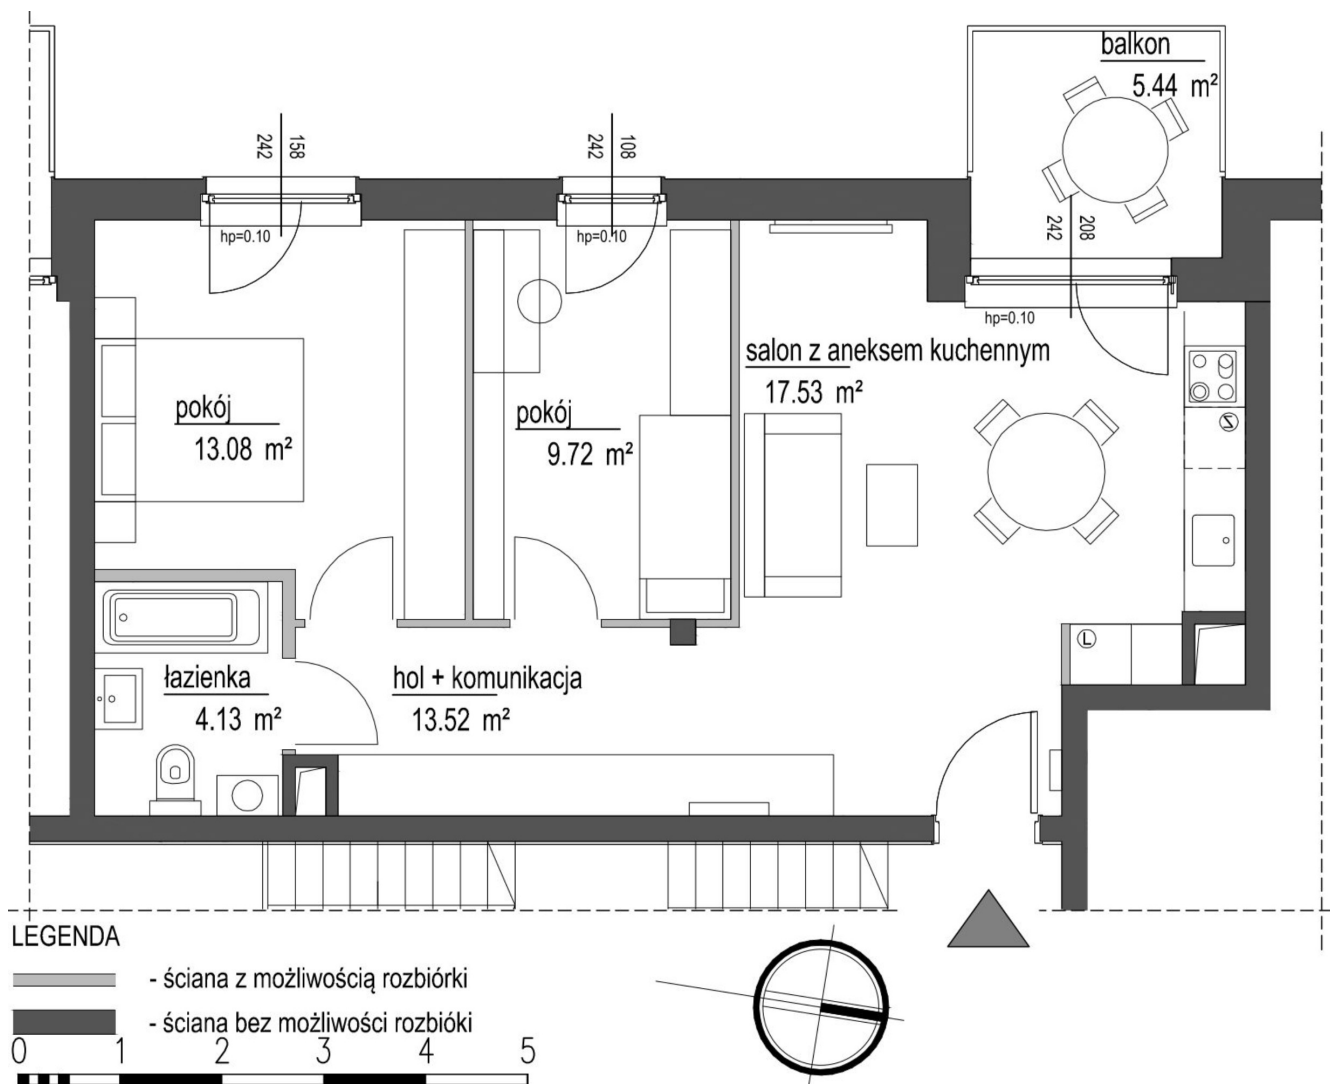 balkon
5.44 m²
242 158
242 108
242 208
hp=0.10
hp=0.10
hp=0.10
salon z aneksem kuchennym
17.53 m²
pokój
13.08 m²
pokój
9.72 m²
Z
L
łazienka
4.13 m²
hol + komunikacja
13.52 m²
LEGENDA
- ściana z możliwością rozbiórki
- ściana bez możliwości rozbióki
0 1 2 3 4 5